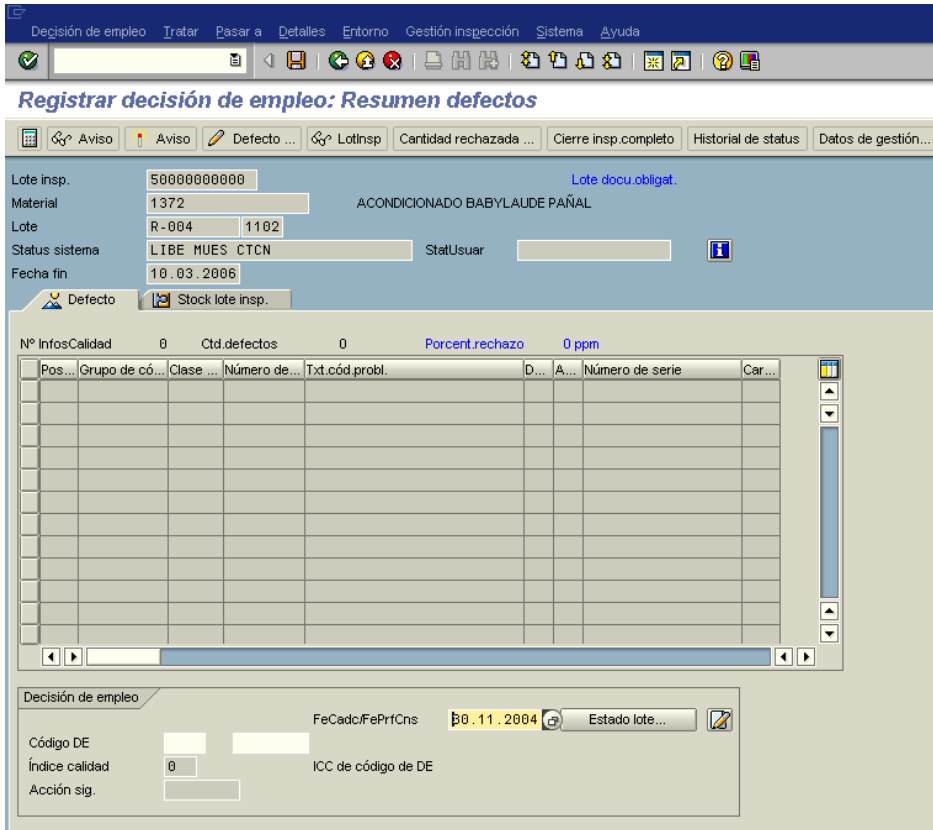 Decisión de empleo Tratar Pasar a Detalles Entorno Gestión inspección Sistema Ayuda
Registrar decisión de empleo: Resumen defectos
Aviso Aviso Defecto ... LotInsp Cantidad rechazada ... Cierre insp.completo Historial de status Datos de gestión...
Lote insp. 50000000000 Lote docu.obligat.
Material 1372 ACONDICIONADO BABYLAUDE PAÑAL
Lote R-004 1102
Status sistema LIBE MUES CTCN StatUsuar
Fecha fin 10.03.2006
Defecto Stock lote insp.
Nº InfosCalidad 0 Ctd.defectos 0 Porcent.rechazo 0 ppm
Pos... Grupo de có... Clase ... Número de... Txt.cód.probl. D... A... Número de serie Car...
Decisión de empleo
FeCadc/FePrfCns 30.11.2004 Estado lote...
Código DE
Índice calidad 0 ICC de código de DE
Acción sig.